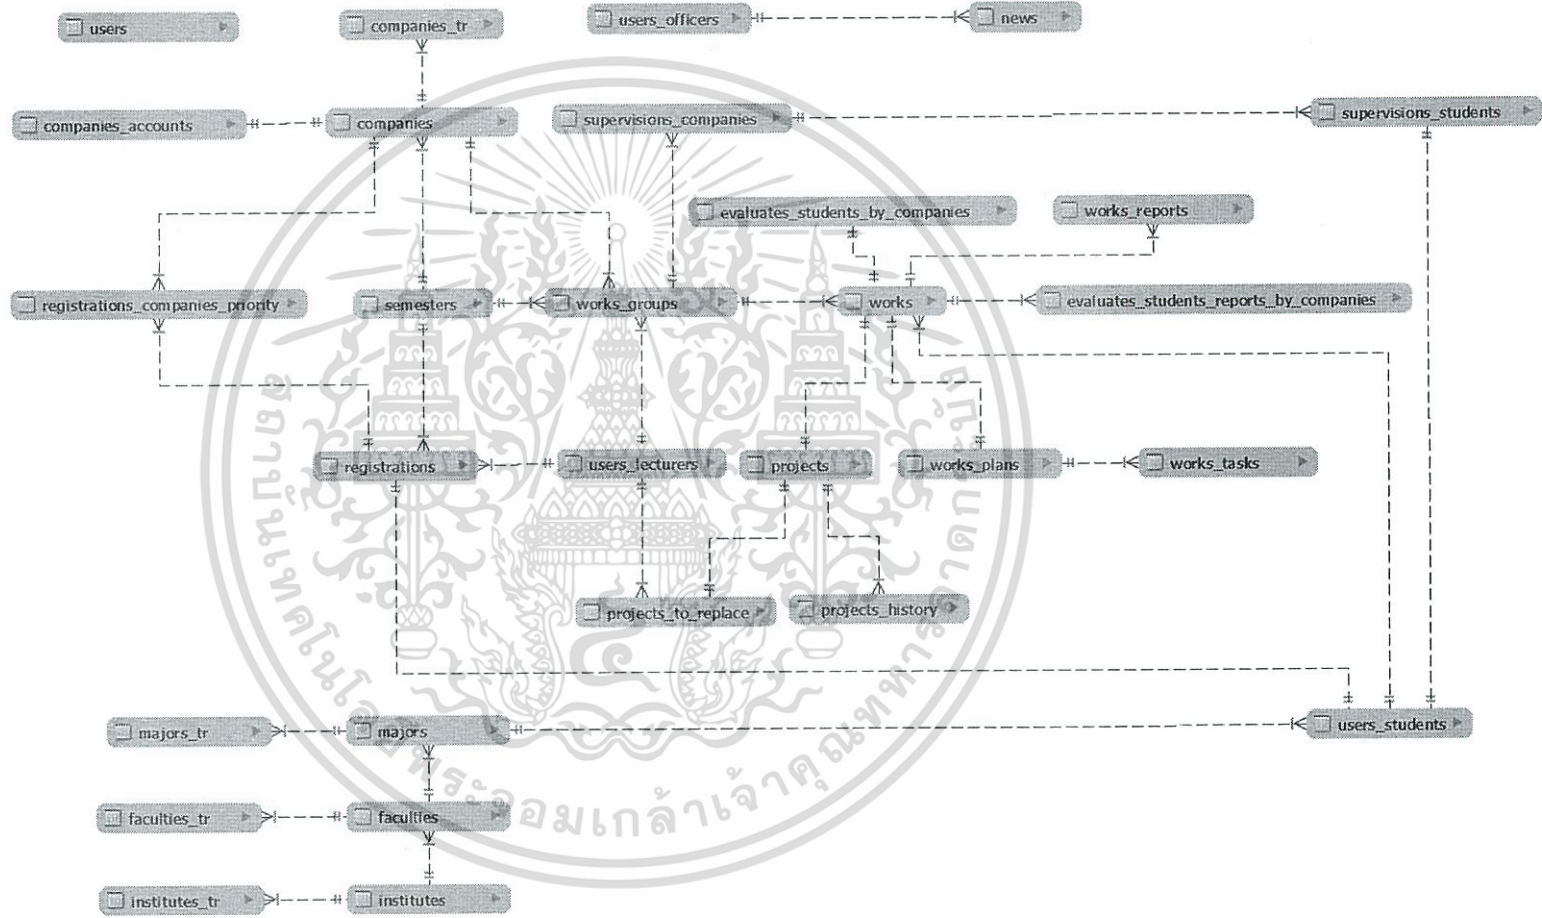 users
companies_tr
users_officers
news
companies_accounts
companies
supervisions_companies
supervisions_students
evaluates_students_by_companies
works_reports
registrations_companies_priority
semesters
works_groups
works
evaluates_students_reports_by_companies
registrations
users_lecturers
projects
works_plans
works_tasks
projects_to_replace
projects_history
majors_tr
majors
users_students
faculties_tr
faculties
institutes_tr
institutes